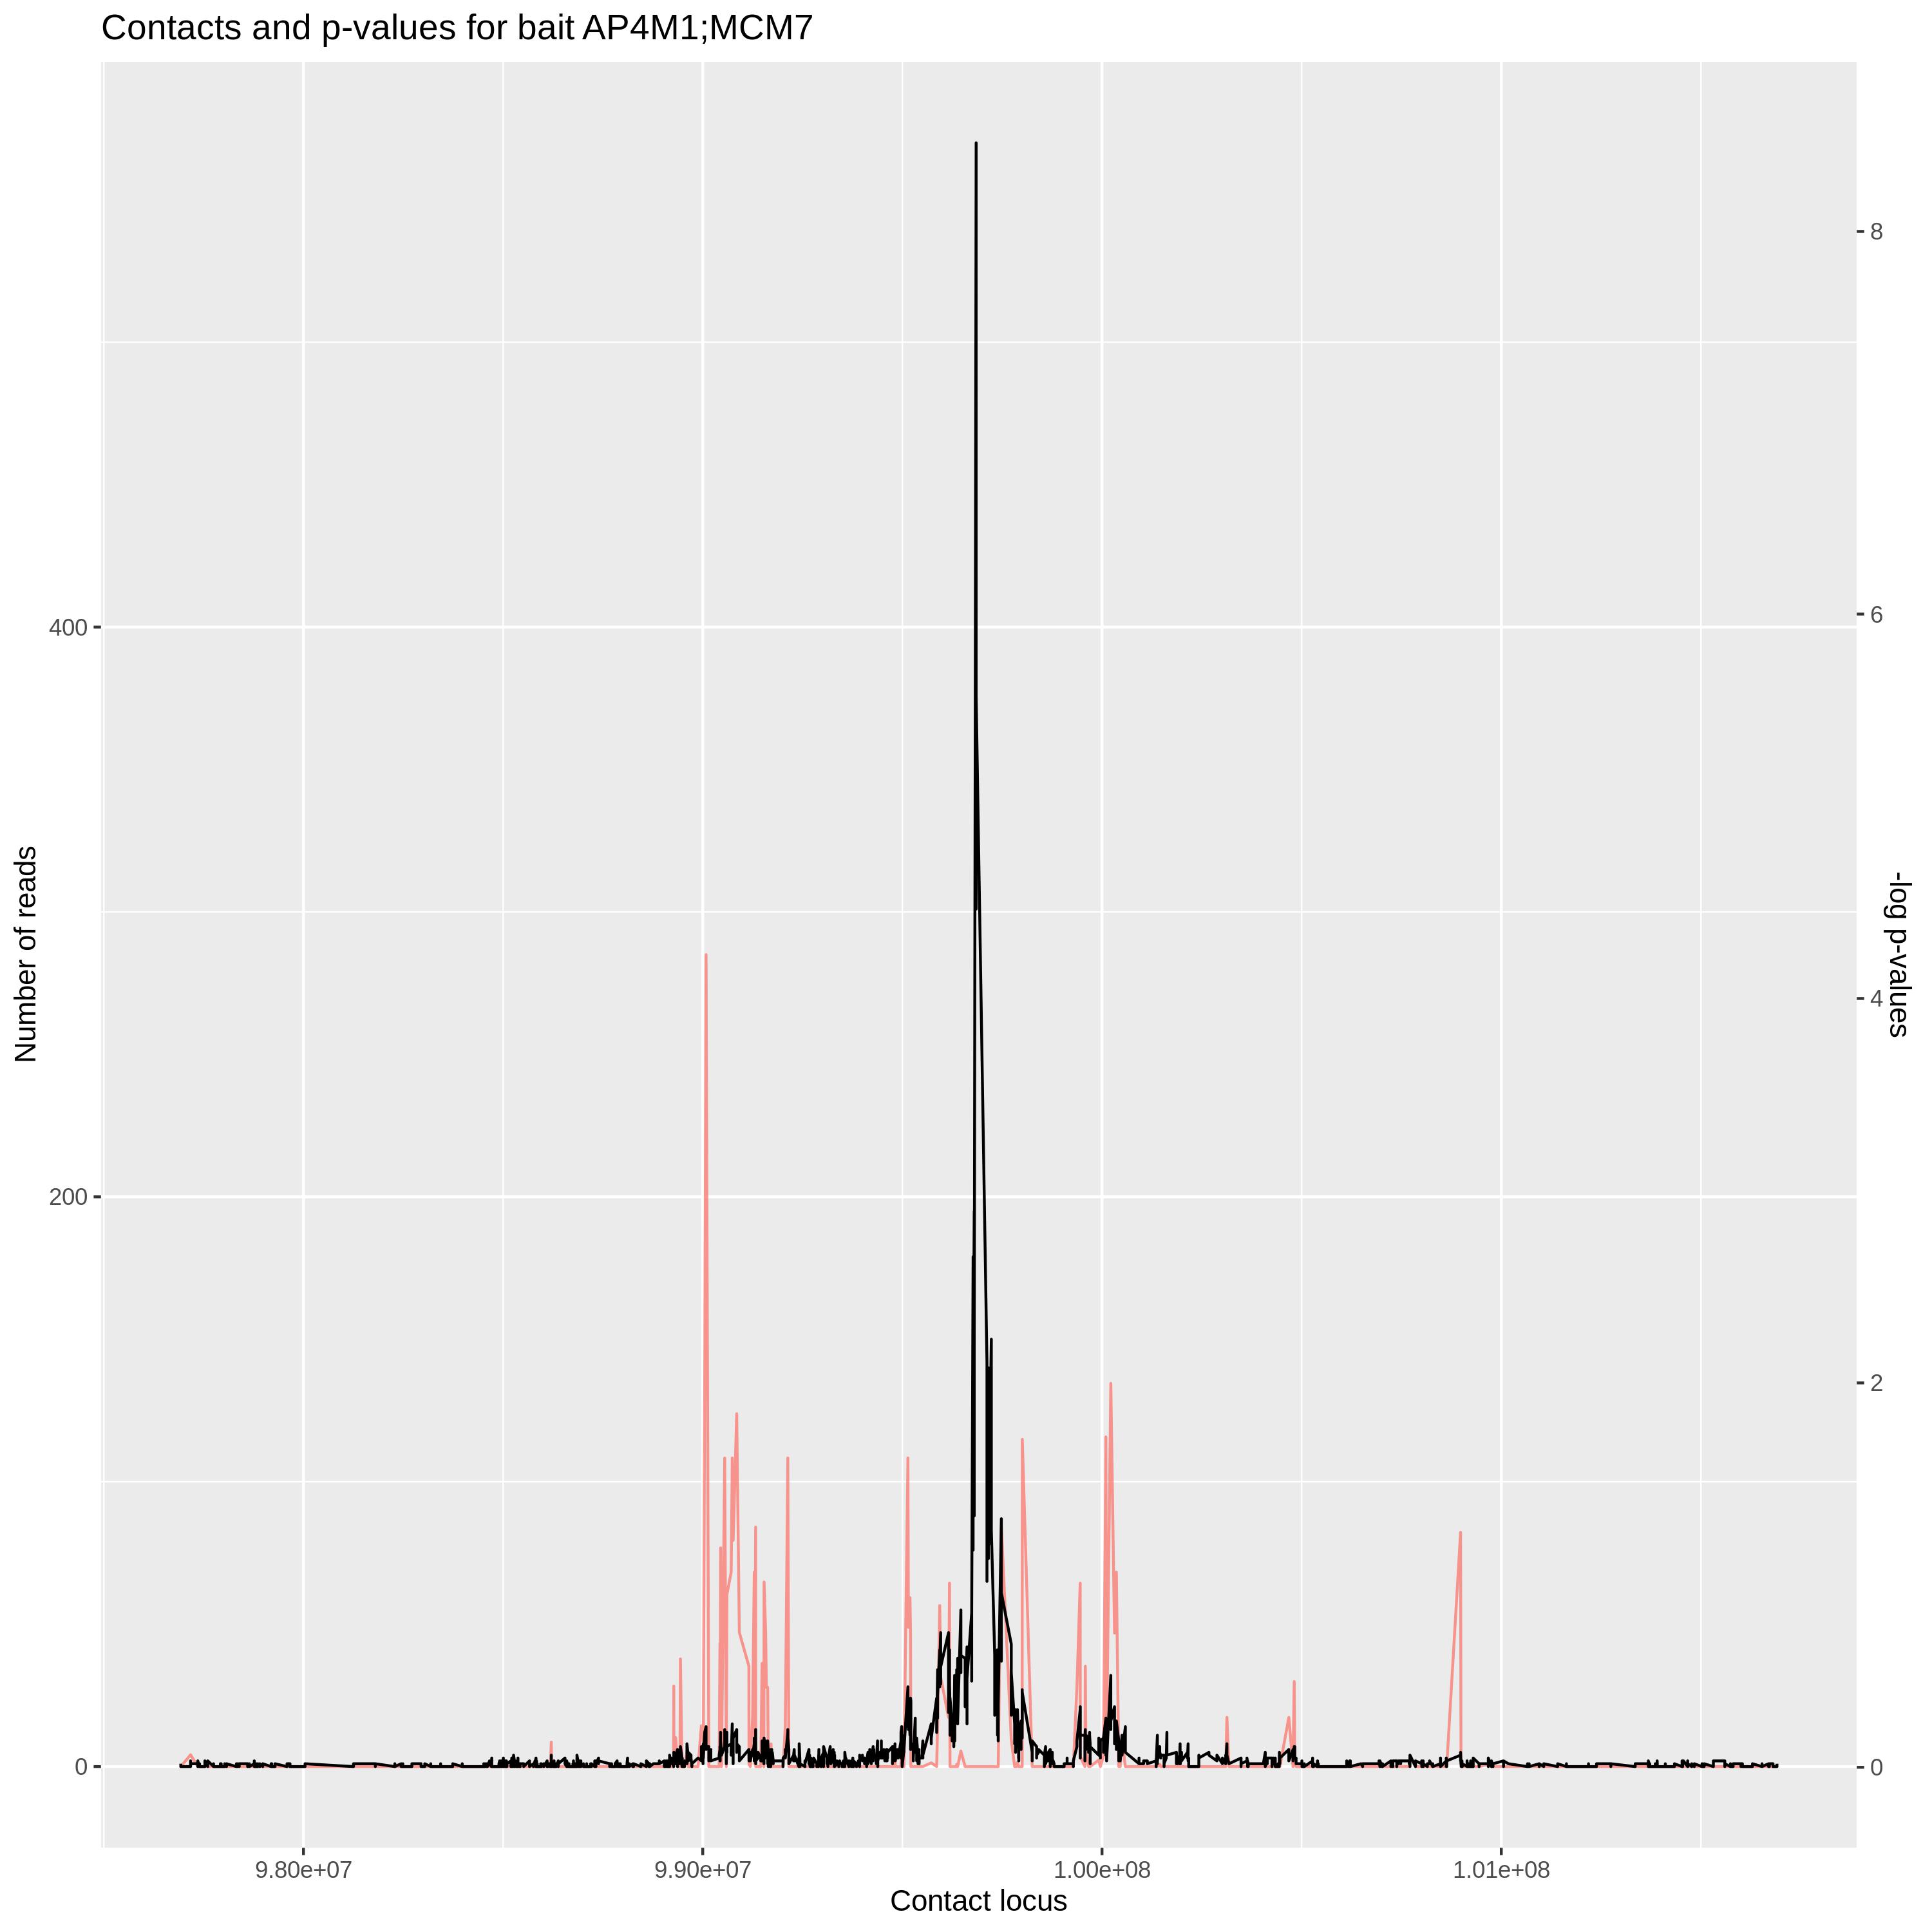 Contacts and p-values for bait AP4M1;MCM7
Number of reads
400
200
0
8
6
4
2
0
-log p-values
9.80e+07
9.90e+07
1.00e+08
1.01e+08
Contact locus